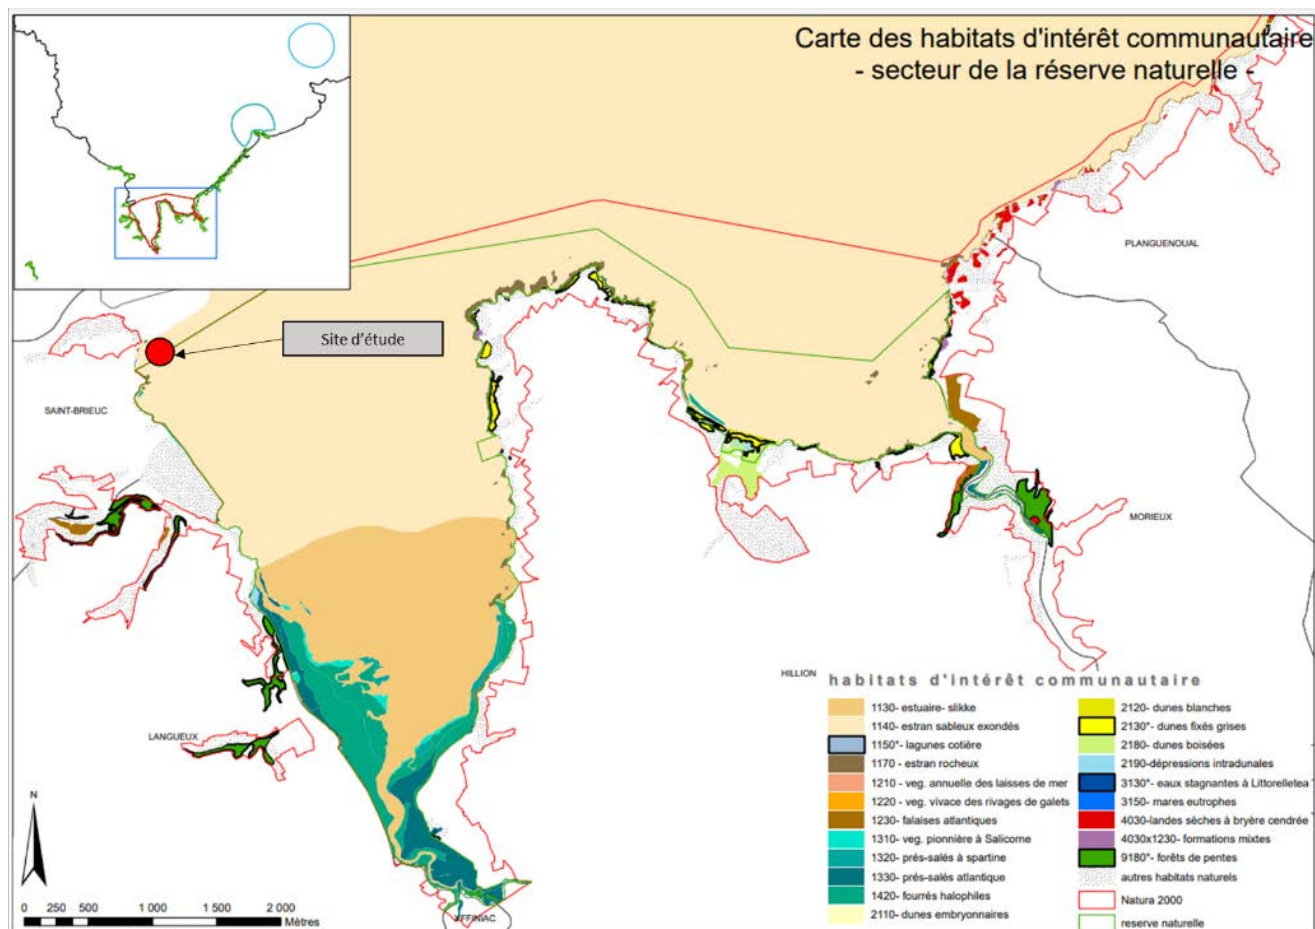 Carte des habitats d'intérêt communautaire
- secteur de la réserve naturelle -
PLANGUENOUAL
Site d'étude
SAINT-BRIEUC
MORIEUX
HILLION
LANGUEUX
YFFINIAC
N
0 250 500 1 000 1 500 2 000
Mètres
habitats d'intérêt communautaire
1130- estuaire- slikke
1140- estran sableux exondés
1150*- lagunes cotière
1170 - estran rocheux
1210 - veg. annuelle des laisses de mer
1220 - veg. vivace des rivages de galets
1230- falaises atlantiques
1310- veg. pionnière à Salicorne
1320- prés-salés à spartine
1330- prés-salés atlantique
1420- fourrés halophiles
2110- dunes embryonnaires
2120- dunes blanches
2130*- dunes fixés grises
2180- dunes boisées
2190-dépressions intradunales
3130*- eaux stagnantes à Littorelletea
3150- mares eutrophes
4030-landes sèches à bryère cendrée
4030x1230- formations mixtes
9180*- forêts de pentes
autres habitats naturels
Natura 2000
reserve naturelle